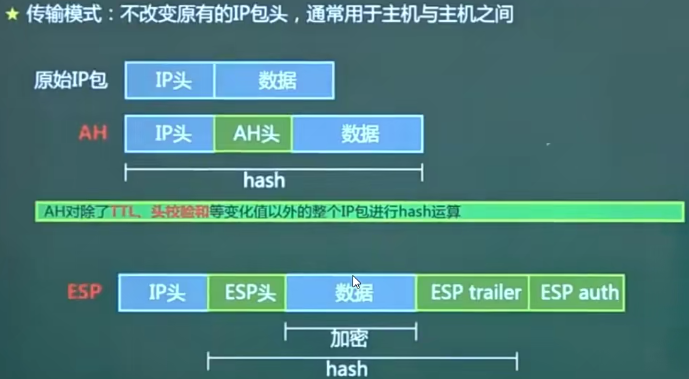 ★ 传输模式：不改变原有的IP包头，通常用于主机与主机之间
原始IP包 IP头 数据
AH IP头 AH头 数据
hash
AH对除了TTL、头校验和等变化值以外的整个IP包进行hash运算
ESP IP头 ESP头 数据 ESP trailer ESP auth
加密
hash